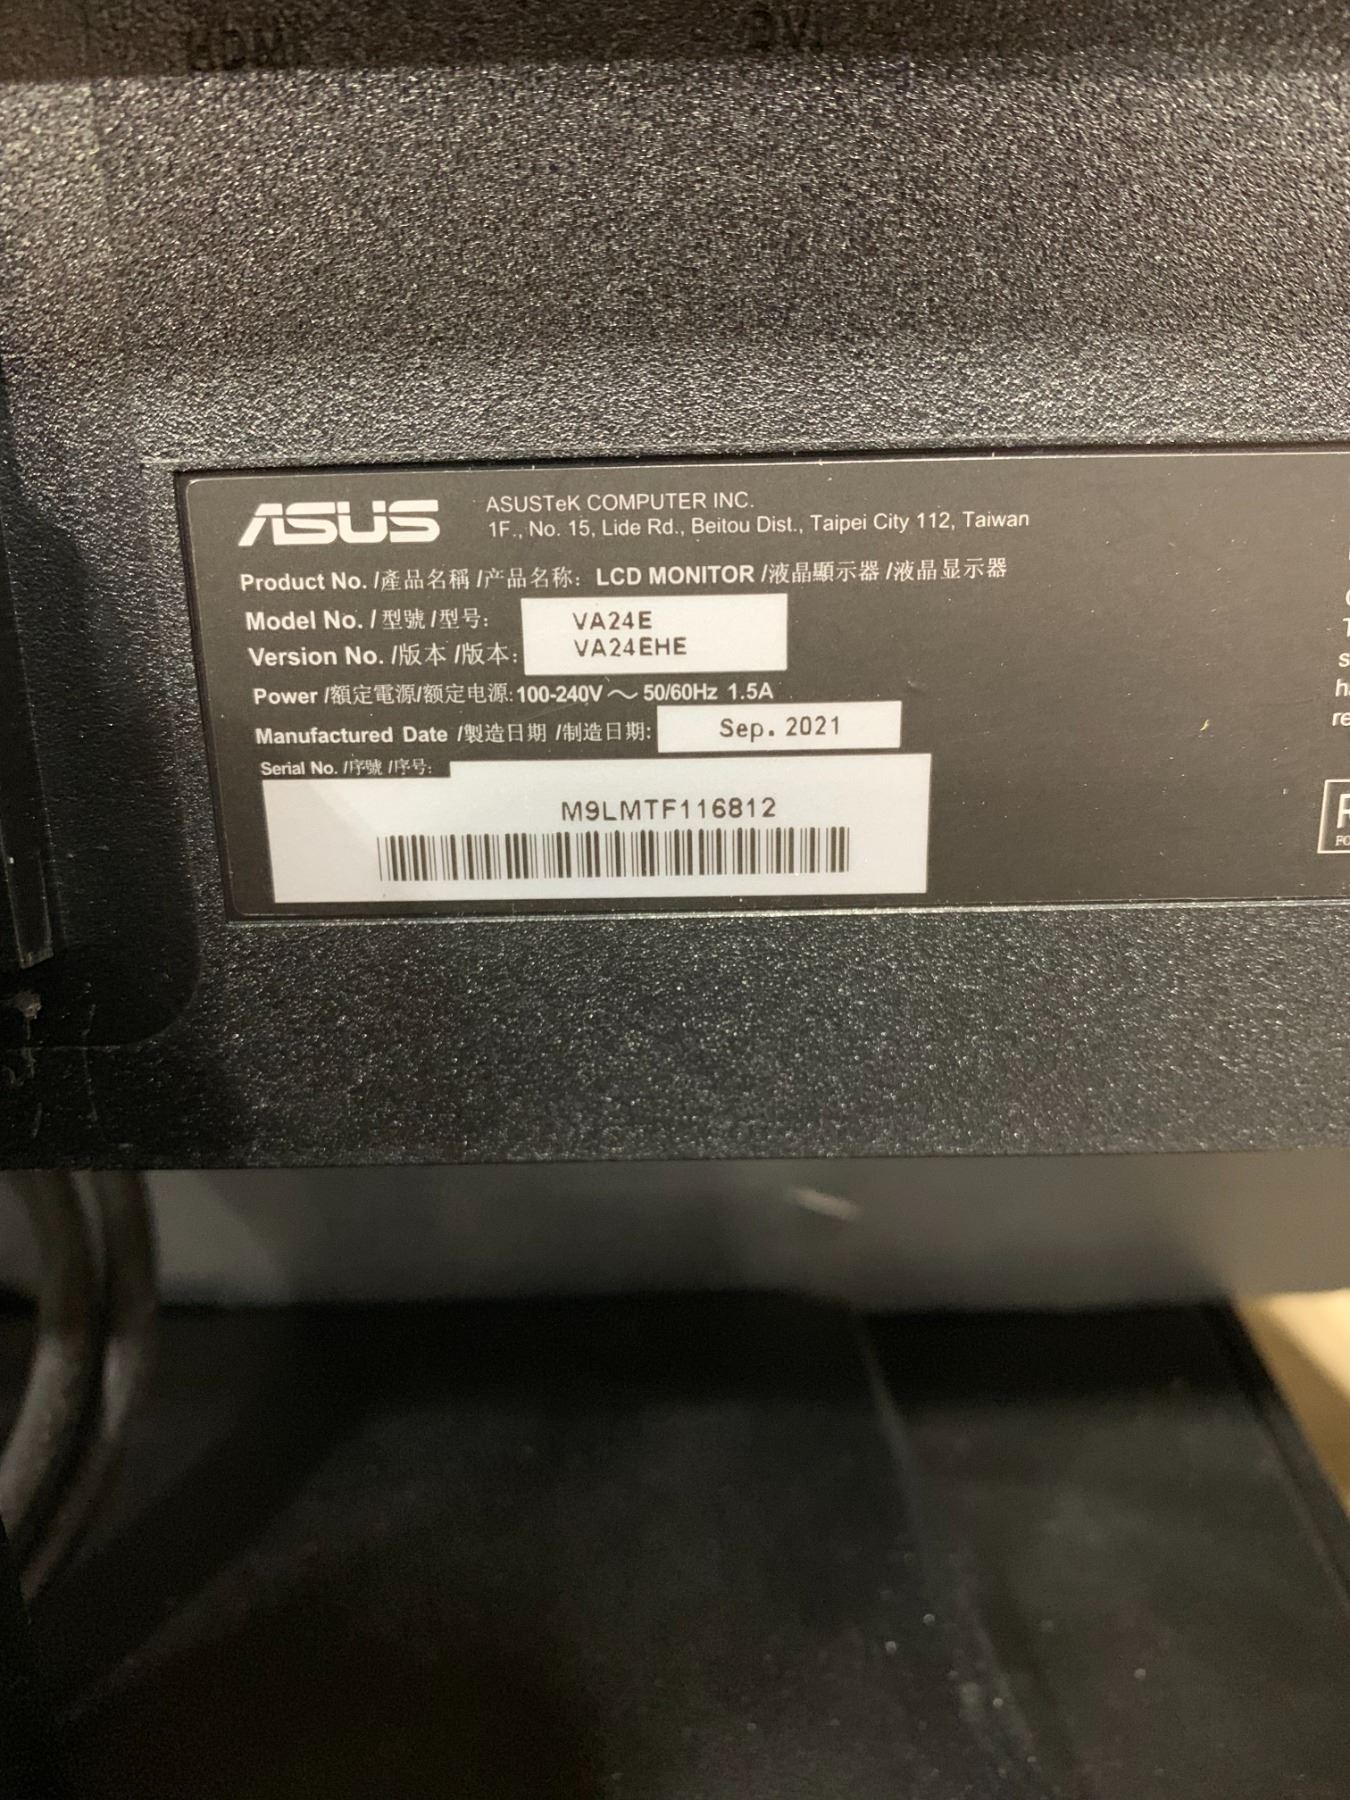 HDMI
DVI
ASUS
ASUSTeK COMPUTER INC.
1F., No. 15, Lide Rd., Beitou Dist., Taipei City 112, Taiwan
Product No. /產品名稱 /产品名称: LCD MONITOR /液晶顯示器 /液晶显示器
Model No. / 型號 /型号: VA24E
Version No. /版本 /版本: VA24EHE
Power /額定電源/额定电源: 100-240V ～ 50/60Hz 1.5A
Manufactured Date /製造日期 /制造日期: Sep. 2021
Serial No. /序號 /序号:
M9LMTF116812